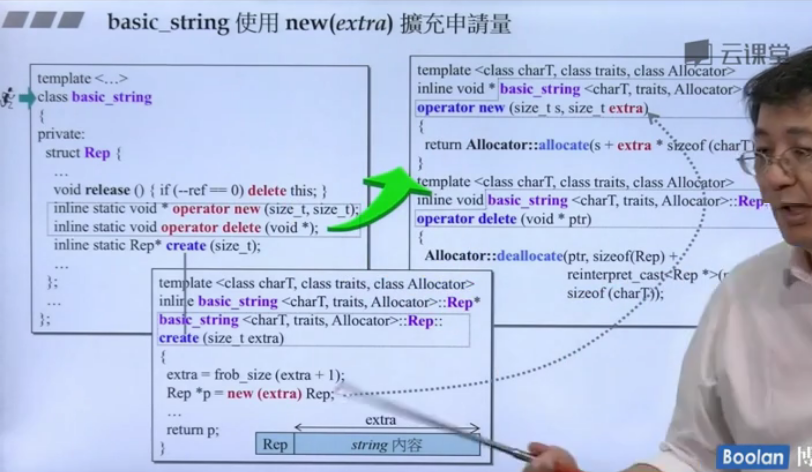 basic_string 使用 new(extra) 擴充申請量
云课堂
template <...>
class basic_string
{
private:
struct Rep {
...
void release () { if (--ref == 0) delete this; }
inline static void * operator new (size_t, size_t);
inline static void operator delete (void *);
inline static Rep* create (size_t);
...
};
...
};
template <class charT, class traits, class Allocator>
inline void * basic_string <charT, traits, Allocator>
operator new (size_t s, size_t extra)
{
return Allocator::allocate(s + extra * sizeof (charT)
}
template <class charT, class traits, class Allocator>
inline void basic_string <charT, traits, Allocator>::Rep:
operator delete (void * ptr)
{
Allocator::deallocate(ptr, sizeof(Rep) +
reinterpret_cast<Rep *>(
sizeof (charT));
template <class charT, class traits, class Allocator>
inline basic_string <charT, traits, Allocator>::Rep*
basic_string <charT, traits, Allocator>::Rep::
create (size_t extra)
{
extra = frob_size (extra + 1);
Rep *p = new (extra) Rep;
...
return p;
}
extra
Rep
string 內容
Boolan 博